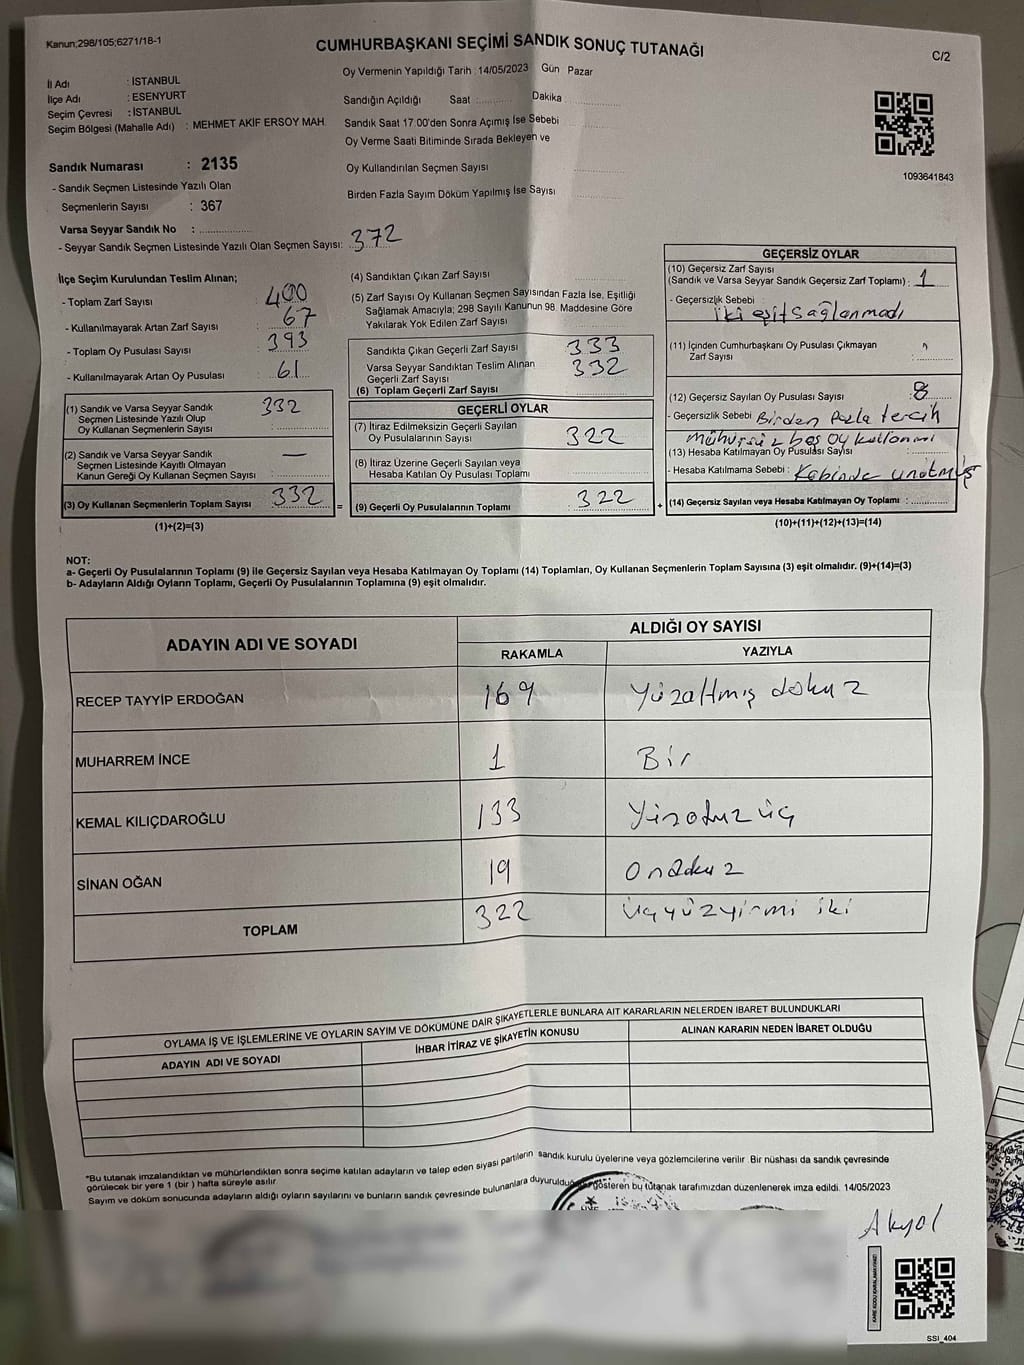 Kanun;298/105;6271/18-1
CUMHURBAŞKANI SEÇİMİ SANDIK SONUÇ TUTANAĞI
C/2
İl Adı : İSTANBUL
İlçe Adı : ESENYURT
Seçim Çevresi : İSTANBUL
Seçim Bölgesi (Mahalle Adı) : MEHMET AKİF ERSOY MAH.
Sandık Numarası : 2135
- Sandık Seçmen Listesinde Yazılı Olan
Seçmenlerin Sayısı : 367
Varsa Seyyar Sandık No :
- Seyyar Sandık Seçmen Listesinde Yazılı Olan Seçmen Sayısı: 372
Oy Vermenin Yapıldığı Tarih : 14/05/2023 Gün Pazar
Sandığın Açıldığı Saat : Dakika
Sandık Saat 17:00'den Sonra Açımış İse Sebebi
Oy Verme Saati Bitiminde Sırada Bekleyen ve
Oy Kullandırılan Seçmen Sayısı
Birden Fazla Sayım Döküm Yapılmış İse Sayısı
1093641843
İlçe Seçim Kurulundan Teslim Alınan;
- Toplam Zarf Sayısı : 400
- Kullanılmayarak Artan Zarf Sayısı : 67
- Toplam Oy Pusulası Sayısı : 393
- Kullanılmayarak Artan Oy Pusulası : 61
(1) Sandık ve Varsa Seyyar Sandık 332
Seçmen Listesinde Yazılı Olup
Oy Kullanan Seçmenlerin Sayısı :
(2) Sandık ve Varsa Seyyar Sandık —
Seçmen Listesinde Kayıtlı Olmayan
Kanun Gereği Oy Kullanan Seçmen Sayısı :
(3) Oy Kullanan Seçmenlerin Toplam Sayısı : 332
(1)+(2)=(3)
=
(4) Sandıktan Çıkan Zarf Sayısı
(5) Zarf Sayısı Oy Kullanan Seçmen Sayısından Fazla İse, Eşitliği
Sağlamak Amacıyla; 298 Sayılı Kanunun 98. Maddesine Göre
Yakılarak Yok Edilen Zarf Sayısı
Sandıkta Çıkan Geçerli Zarf Sayısı : 333
Varsa Seyyar Sandıktan Teslim Alınan : 332
Geçerli Zarf Sayısı
(6) Toplam Geçerli Zarf Sayısı
GEÇERLİ OYLAR
(7) İtiraz Edilmeksizin Geçerli Sayılan
Oy Pusulalarının Sayısı : 322
(8) İtiraz Üzerine Geçerli Sayılan veya
Hesaba Katılan Oy Pusulası Toplamı
(9) Geçerli Oy Pusulalarının Toplamı : 322
+
GEÇERSİZ OYLAR
(10) Geçersiz Zarf Sayısı
(Sandık ve Varsa Seyyar Sandık Geçersiz Zarf Toplamı) : 1
- Geçersizlik Sebebi :
iki eşit sağlanmadı
(11) İçinden Cumhurbaşkanı Oy Pusulası Çıkmayan
Zarf Sayısı :
(12) Geçersiz Sayılan Oy Pusulası Sayısı : 8
- Geçersizlik Sebebi Birden fazla tercih
Mühürsüz boş oy kullanmı
(13) Hesaba Katılmayan Oy Pusulası Sayısı
- Hesaba Katılmama Sebebi : Kabinde unutmuş
(14) Geçersiz Sayılan veya Hesaba Katılmayan Oy Toplamı :
(10)+(11)+(12)+(13)=(14)
NOT:
a- Geçerli Oy Pusulalarının Toplamı (9) ile Geçersiz Sayılan veya Hesaba Katılmayan Oy Toplamı (14) Toplamları, Oy Kullanan Seçmenlerin Toplam Sayısına (3) eşit olmalıdır. (9)+(14)=(3)
b- Adayların Aldığı Oyların Toplamı, Geçerli Oy Pusulalarının Toplamına (9) eşit olmalıdır.
ADAYIN ADI VE SOYADI
ALDIĞI OY SAYISI
RAKAMLA YAZIYLA
RECEP TAYYİP ERDOĞAN 169 Yüzaltmış dokuz
MUHARREM İNCE 1 Bir
KEMAL KILIÇDAROĞLU 133 Yüzotuzüç
SİNAN OĞAN 19 Ondokuz
TOPLAM 322 üçyüzyirmi iki
OYLAMA İŞ VE İŞLEMLERİNE VE OYLARIN SAYIM VE DÖKÜMÜNE DAİR ŞİKAYETLERLE BUNLARA AİT KARARLARIN NELERDEN İBARET BULUNDUKLARI
ADAYIN ADI VE SOYADI
İHBAR İTİRAZ VE ŞİKAYETİN KONUSU
ALINAN KARARIN NEDEN İBARET OLDUĞU
*Bu tutanak imzalandıktan ve mühürlendikten sonra seçime katılan adayların ve talep eden siyasi partilerin sandık kurulu üyelerine veya gözlemcilerine verilir. Bir nüshası da sandık çevresinde
görülecek bir yere 1 (bir ) hafta süreyle asılır.
Sayım ve döküm sonucunda adayların aldığı oyların sayılarını ve bunların sandık çevresinde bulunanlara duyurulduğ gösteren bu tutanak tarafımızdan düzenlenerek imza edildi. 14/05/2023
Akyol
SSI_404